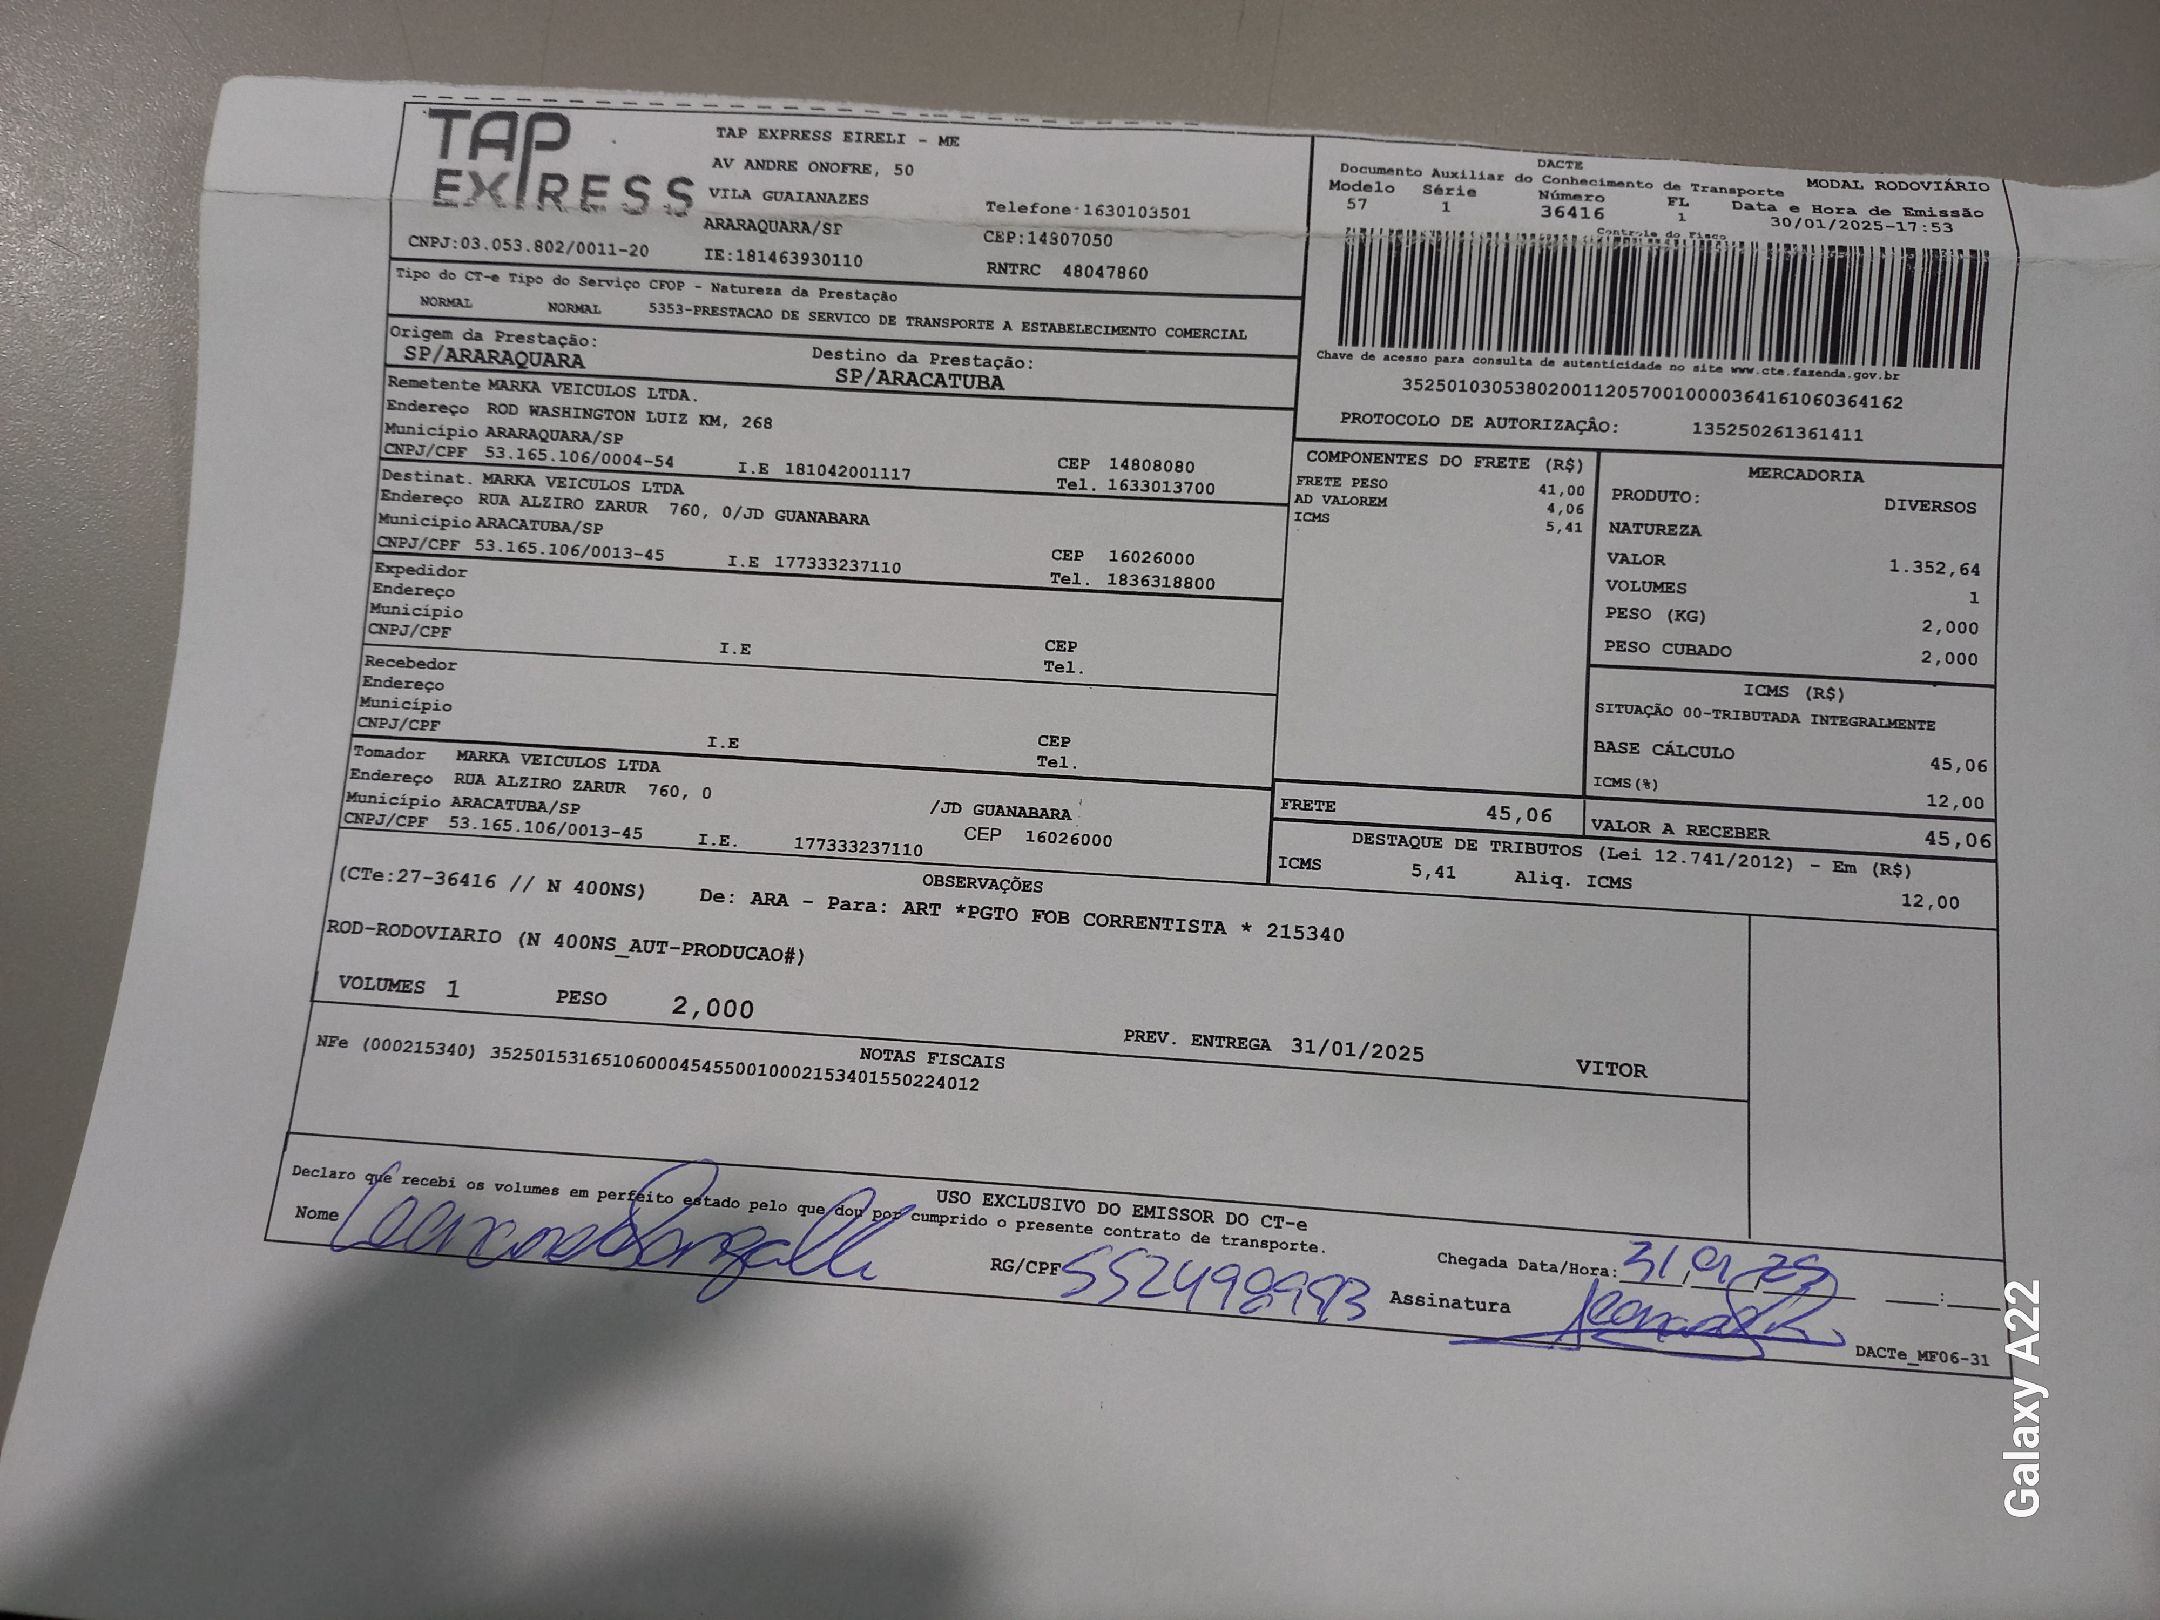 TAP EXPRESS
TAP EXPRESS EIRELI - ME
AV ANDRE ONOFRE, 50
VILA GUAIANAZES
Telefone 1630103501
ARARAQUARA/SP
CEP:14807050
CNPJ:03.053.802/0011-20
IE:181463930110
RNTRC 48047860
DACTE
Documento Auxiliar do Conhecimento de Transporte
MODAL RODOVIÁRIO
Modelo Série Número FL Data e Hora de Emissão
57 1 36416 1 30/01/2025-17:53
Controle do Fisco
Chave de acesso para consulta de autenticidade no site www.cte.fazenda.gov.br
35250103053802001120570010000364161060364162
PROTOCOLO DE AUTORIZAÇÂO: 135250261361411
Tipo do CT-e Tipo do Serviço CFOP - Natureza da Prestação
NORMAL NORMAL 5353-PRESTACAO DE SERVICO DE TRANSPORTE A ESTABELECIMENTO COMERCIAL
Origem da Prestação: Destino da Prestação:
SP/ARARAQUARA SP/ARACATUBA
Remetente MARKA VEICULOS LTDA.
Endereço ROD WASHINGTON LUIZ KM, 268
Município ARARAQUARA/SP
CEP 14808080
CNPJ/CPF 53.165.106/0004-54 I.E 181042001117 Tel. 1633013700
Destinat. MARKA VEICULOS LTDA
Endereço RUA ALZIRO ZARUR 760, 0/JD GUANABARA
Município ARACATUBA/SP
CEP 16026000
CNPJ/CPF 53.165.106/0013-45 I.E 177333237110 Tel. 1836318800
Expedidor
Endereço
Município
CNPJ/CPF I.E CEP
Tel.
Recebedor
Endereço
Município
CNPJ/CPF I.E CEP
Tel.
Tomador MARKA VEICULOS LTDA
Endereço RUA ALZIRO ZARUR 760, 0 /JD GUANABARA
Município ARACATUBA/SP CEP 16026000
CNPJ/CPF 53.165.106/0013-45 I.E. 177333237110
COMPONENTES DO FRETE (R$)
FRETE PESO 41,00
AD VALOREM 4,06
ICMS 5,41
MERCADORIA
PRODUTO: DIVERSOS
NATUREZA
VALOR 1.352,64
VOLUMES 1
PESO (KG) 2,000
PESO CUBADO 2,000
ICMS (R$)
SITUAÇÃO 00-TRIBUTADA INTEGRALMENTE
BASE CÁLCULO 45,06
ICMS(%) 12,00
FRETE 45,06 VALOR A RECEBER 45,06
DESTAQUE DE TRIBUTOS (Lei 12.741/2012) - Em (R$)
ICMS 5,41 Aliq. ICMS 12,00
OBSERVAÇÕES
(CTe:27-36416 // N 400NS) De: ARA - Para: ART *PGTO FOB CORRENTISTA * 215340
ROD-RODOVIARIO (N 400NS_AUT-PRODUCAO#)
VOLUMES 1 PESO 2,000
PREV. ENTREGA 31/01/2025 VITOR
NOTAS FISCAIS
NFe (000215340) 35250153165106000454550010002153401550224012
USO EXCLUSIVO DO EMISSOR DO CT-e
Declaro que recebi os volumes em perfeito estado pelo que dou por cumprido o presente contrato de transporte.
Nome
RG/CPF
Chegada Data/Hora: 31/01/25 __:__
Assinatura
DACTe_MF06-31
Galaxy A22